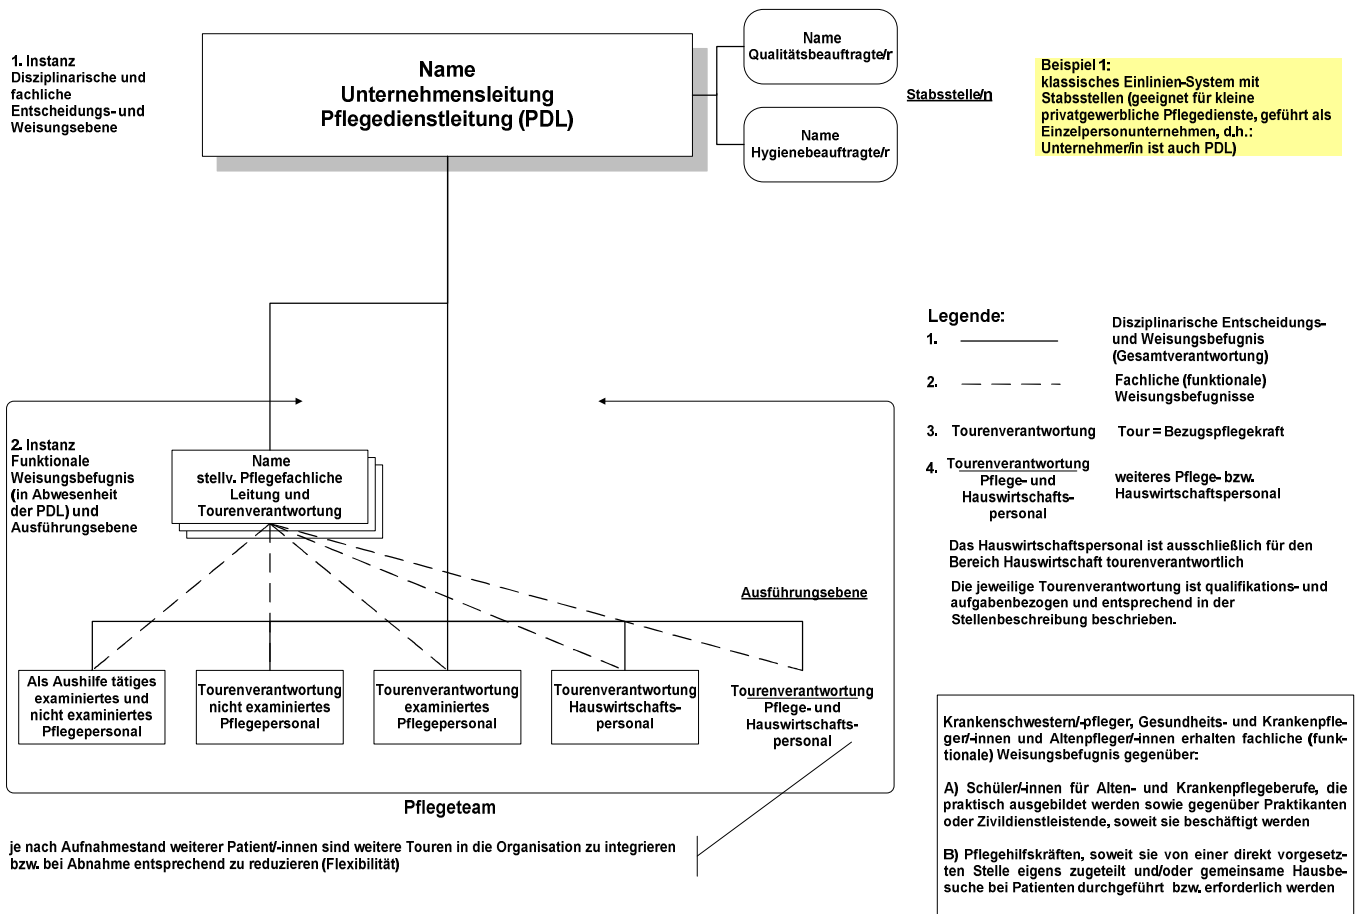 1. Instanz
Disziplinarische und
fachliche
Entscheidungs- und
Weisungsebene
Name
Unternehmensleitung
Pflegedienstleitung (PDL)
Name
Qualitätsbeauftragte/r
Name
Hygienebeauftragte/r
Stabsstelle/n
Beispiel 1:
klassisches Einlinien-System mit
Stabsstellen (geeignet für kleine
privatgewerbliche Pflegedienste, geführt als
Einzelpersonunternehmen, d.h.:
Unternehmer/in ist auch PDL)
Legende:
1.
Disziplinarische Entscheidungs-
und Weisungsbefugnis
(Gesamtverantwortung)
2.
Fachliche (funktionale)
Weisungsbefugnisse
3. Tourenverantwortung Tour = Bezugspflegekraft
4. Tourenverantwortung
Pflege- und
Hauswirtschafts-
personal
weiteres Pflege- bzw.
Hauswirtschaftspersonal
Das Hauswirtschaftspersonal ist ausschließlich für den
Bereich Hauswirtschaft tourenverantwortlich
Die jeweilige Tourenverantwortung ist qualifikations- und
aufgabenbezogen und entsprechend in der
Stellenbeschreibung beschrieben.
2. Instanz
Funktionale
Weisungsbefugnis
(in Abwesenheit
der PDL) und
Ausführungsebene
Name
stellv. Pflegefachliche
Leitung und
Tourenverantwortung
Ausführungsebene
Als Aushilfe tätiges
examiniertes und
nicht examiniertes
Pflegepersonal
Tourenverantwortung
nicht examiniertes
Pflegepersonal
Tourenverantwortung
examiniertes
Pflegepersonal
Tourenverantwortung
Hauswirtschafts-
personal
Tourenverantwortung
Pflege- und
Hauswirtschafts-
personal
Pflegeteam
je nach Aufnahmestand weiterer Patient/-innen sind weitere Touren in die Organisation zu integrieren
bzw. bei Abnahme entsprechend zu reduzieren (Flexibilität)
Krankenschwestern/-pfleger, Gesundheits- und Krankenpfle-
ger/-innen und Altenpfleger/-innen erhalten fachliche (funk-
tionale) Weisungsbefugnis gegenüber:
A) Schüler/-innen für Alten- und Krankenpflegeberufe, die
praktisch ausgebildet werden sowie gegenüber Praktikanten
oder Zivildienstleistende, soweit sie beschäftigt werden
B) Pflegehilfskräften, soweit sie von einer direkt vorgesetz-
ten Stelle eigens zugeteilt und/oder gemeinsame Hausbe-
suche bei Patienten durchgeführt bzw. erforderlich werden